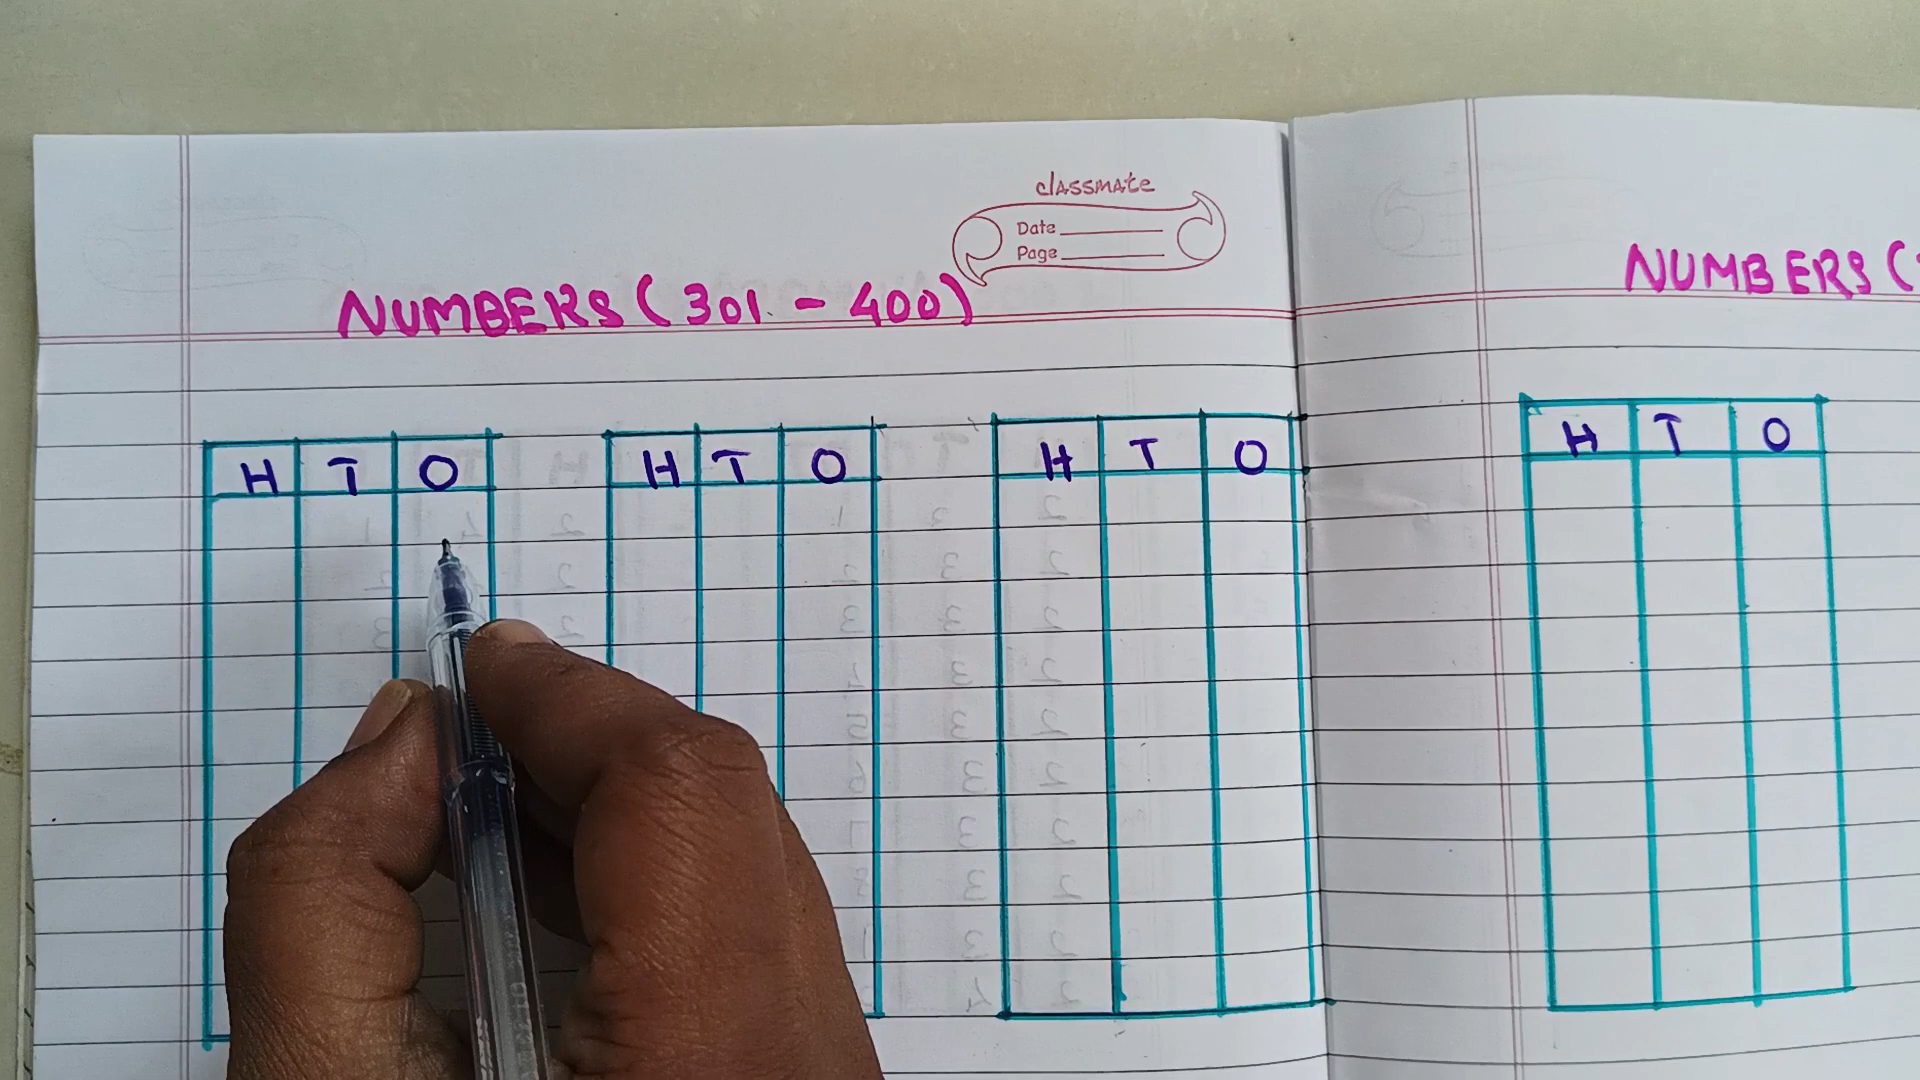 classmate
Date
Page
NUMBERS (301 - 400)
NUMBERS (
H T O
H T O
H T O
H T O